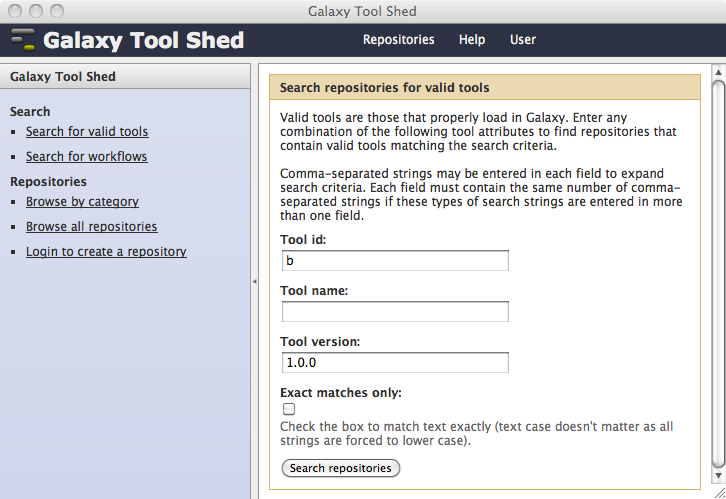 Galaxy Tool Shed
Galaxy Tool Shed
Repositories
Help
User
Galaxy Tool Shed
Search
Search for valid tools
Search for workflows
Repositories
Browse by category
Browse all repositories
Login to create a repository
Search repositories for valid tools
Valid tools are those that properly load in Galaxy. Enter any
combination of the following tool attributes to find repositories that
contain valid tools matching the search criteria.
Comma-separated strings may be entered in each field to expand
search criteria. Each field must contain the same number of comma-
separated strings if these types of search strings are entered in more
than one field.
Tool id:
b
Tool name:
Tool version:
1.0.0
Exact matches only:
Check the box to match text exactly (text case doesn't matter as all
strings are forced to lower case).
Search repositories